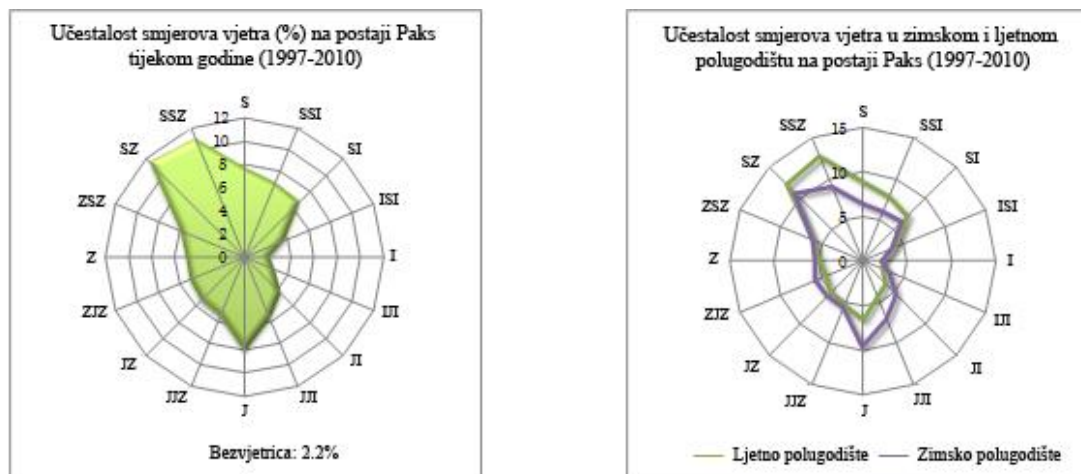 Učestalost smjerova vjetra (%) na postaji Paks
tijekom godine (1997-2010)
S
SSI
SI
ISI
I
IJI
JI
JJI
J
JJZ
JZ
ZJZ
Z
ZSZ
SZ
SSZ
12
10
8
6
4
2
0
Bezvjetrica: 2.2%
Učestalost smjerova vjetra u zimskom i ljetnom
polugodištu na postaji Paks (1997-2010)
S
SSI
SI
ISI
I
IJI
JI
JJI
J
JJZ
JZ
ZJZ
Z
ZSZ
SZ
SSZ
15
10
5
0
Ljetno polugodište Zimsko polugodište